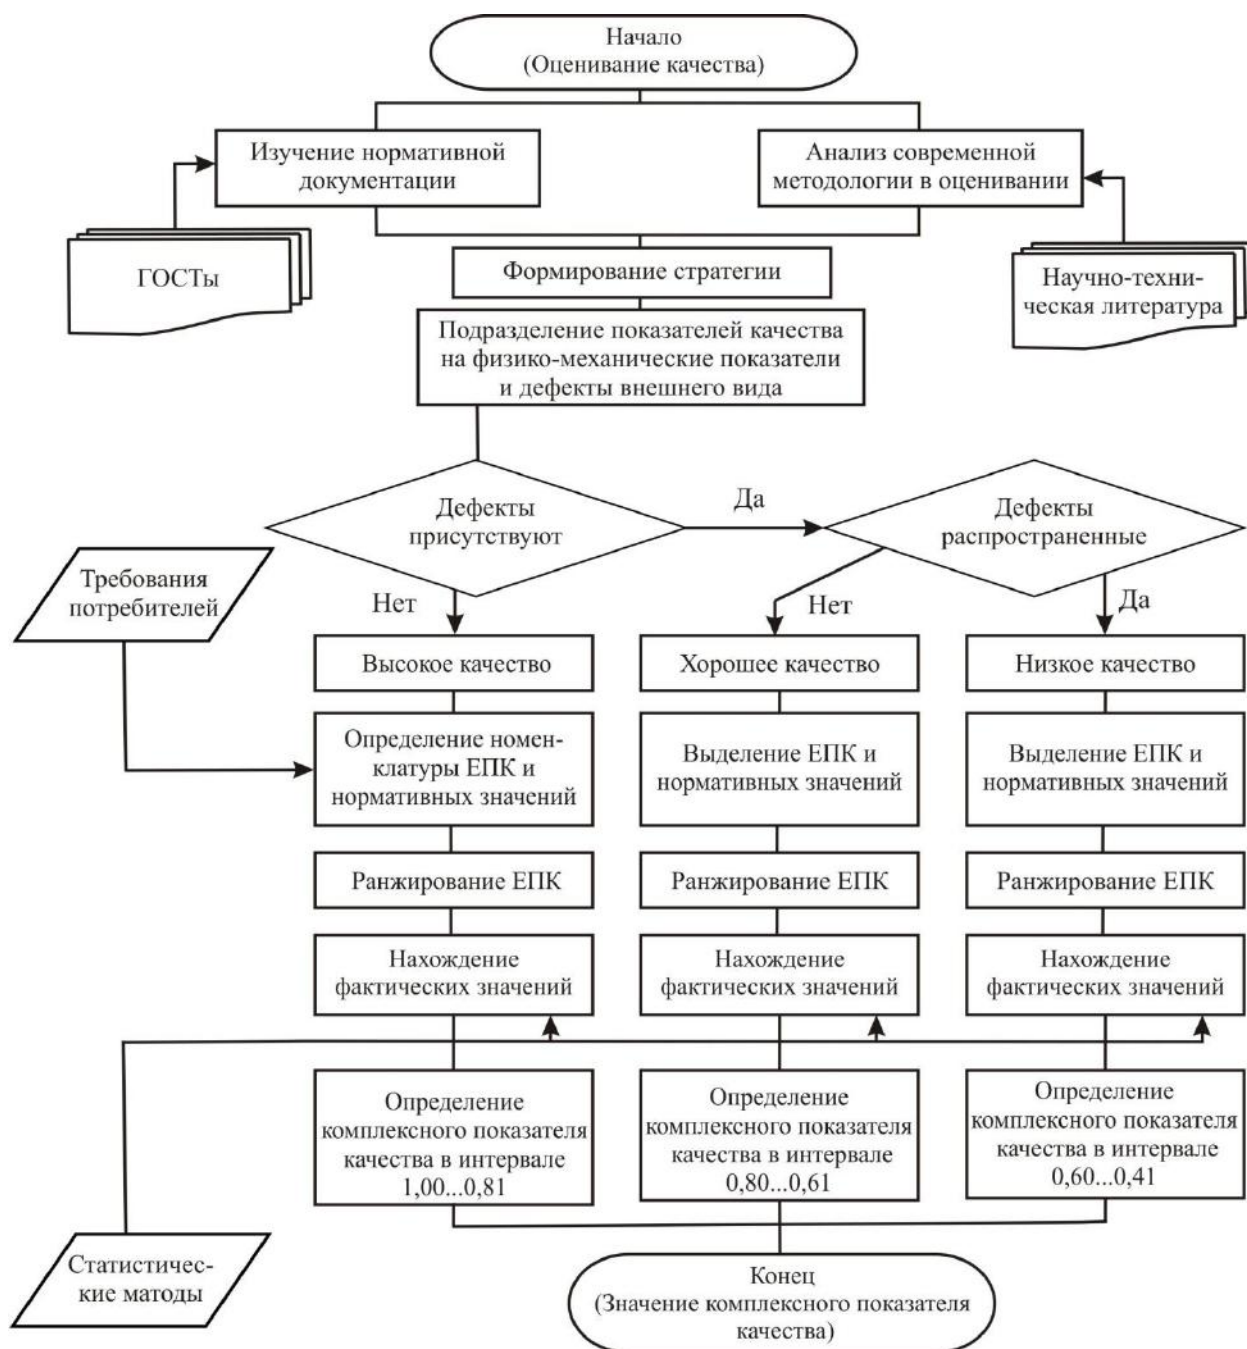 Начало
(Оценивание качества)
Изучение нормативной
документации
Анализ современной
методологии в оценивании
ГОСТы
Формирование стратегии
Научно-техни-
ческая литература
Подразделение показателей качества
на физико-механические показатели
и дефекты внешнего вида
Дефекты
присутствуют
Да
Дефекты
распространенные
Требования
потребителей
Нет
Нет
Да
Высокое качество
Хорошее качество
Низкое качество
Определение номен-
клатуры ЕПК и
нормативных значений
Выделение ЕПК и
нормативных значений
Выделение ЕПК и
нормативных значений
Ранжирование ЕПК
Ранжирование ЕПК
Ранжирование ЕПК
Нахождение
фактических значений
Нахождение
фактических значений
Нахождение
фактических значений
Определение
комплексного показателя
качества в интервале
1,00...0,81
Определение
комплексного показателя
качества в интервале
0,80...0,61
Определение
комплексного показателя
качества в интервале
0,60...0,41
Статистичес-
кие матоды
Конец
(Значение комплексного показателя
качества)